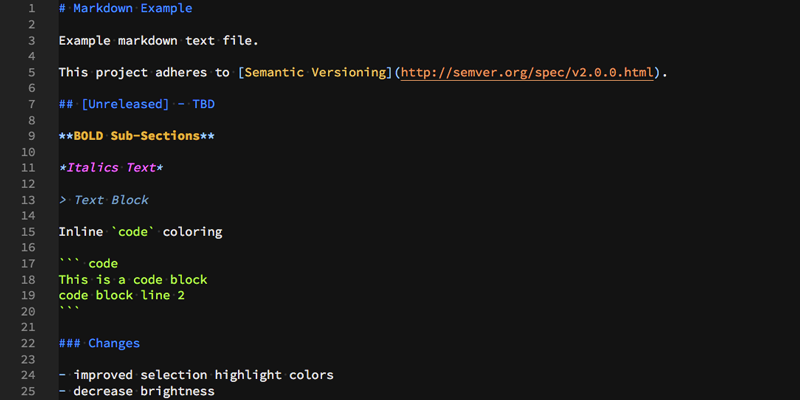 1 # Markdown Example
2
3 Example markdown text file.
4
5 This project adheres to [Semantic Versioning](http://semver.org/spec/v2.0.0.html).
6
7 ## [Unreleased] - TBD
8
9 **BOLD Sub-Sections**
10
11 *Italics Text*
12
13 > Text Block
14
15 Inline `code` coloring
16
17 ``` code
18 This is a code block
19 code block line 2
20 ```
21
22 ### Changes
23
24 - improved selection highlight colors
25 - decrease brightness